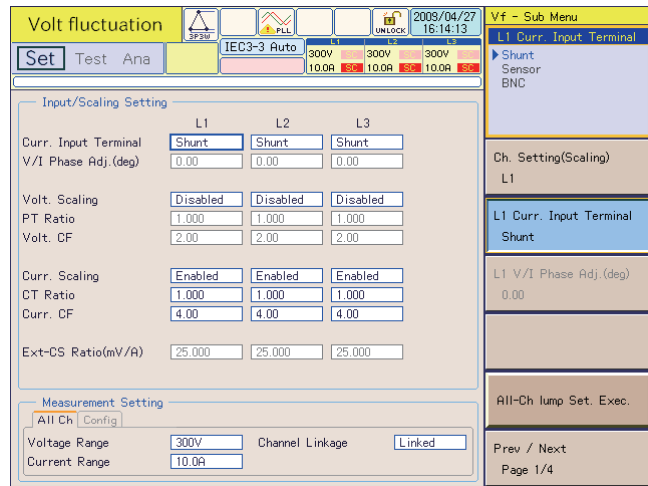 Volt fluctuation
3P3W
PLL
UNLOCK
2009/04/27
16:14:13
Set Test Ana
IEC3-3 Auto
L1 L2 L3
300V SC 300V SC 300V SC
10.0A SC 10.0A SC 10.0A SC
Vf - Sub Menu
L1 Curr. Input Terminal
Shunt
Sensor
BNC
Input/Scaling Setting
L1 L2 L3
Curr. Input Terminal Shunt Shunt Shunt
V/I Phase Adj.(deg) 0.00 0.00 0.00
Volt. Scaling Disabled Disabled Disabled
PT Ratio 1.000 1.000 1.000
Volt. CF 2.00 2.00 2.00
Curr. Scaling Enabled Enabled Enabled
CT Ratio 1.000 1.000 1.000
Curr. CF 4.00 4.00 4.00
Ext-CS Ratio(mV/A) 25.000 25.000 25.000
Measurement Setting
All Ch Config
Voltage Range 300V Channel Linkage Linked
Current Range 10.0A
Ch. Setting(Scaling)
L1
L1 Curr. Input Terminal
Shunt
L1 V/I Phase Adj.(deg)
0.00
All-Ch lump Set. Exec.
Prev / Next
Page 1/4